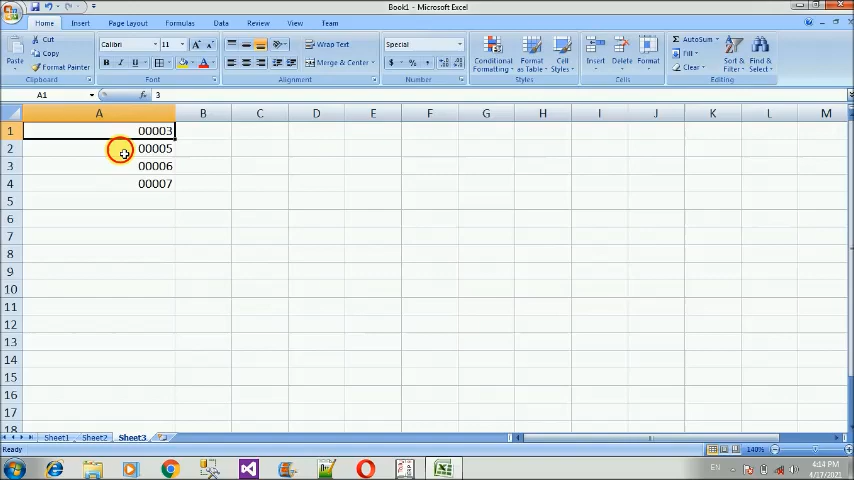 Book1 - Microsoft Excel
Home Insert Page Layout Formulas Data Review View Team
Paste
Cut
Copy
Format Painter
Clipboard
Calibri 11
B I U
A A
Font
Wrap Text
Merge & Center
Alignment
Special
$ % ,
Number
Conditional Formatting
Format as Table
Cell Styles
Styles
Insert Delete Format
Cells
Σ AutoSum
Fill
Clear
Sort & Filter
Find & Select
Editing
A1 fx 3
A B C D E F G H I J K L M
1 00003
2 00005
3 00006
4 00007
5
6
7
8
9
10
11
12
13
14
15
16
17
18
Sheet1 Sheet2 Sheet3
140%
EN
4:14 PM
4/17/2021